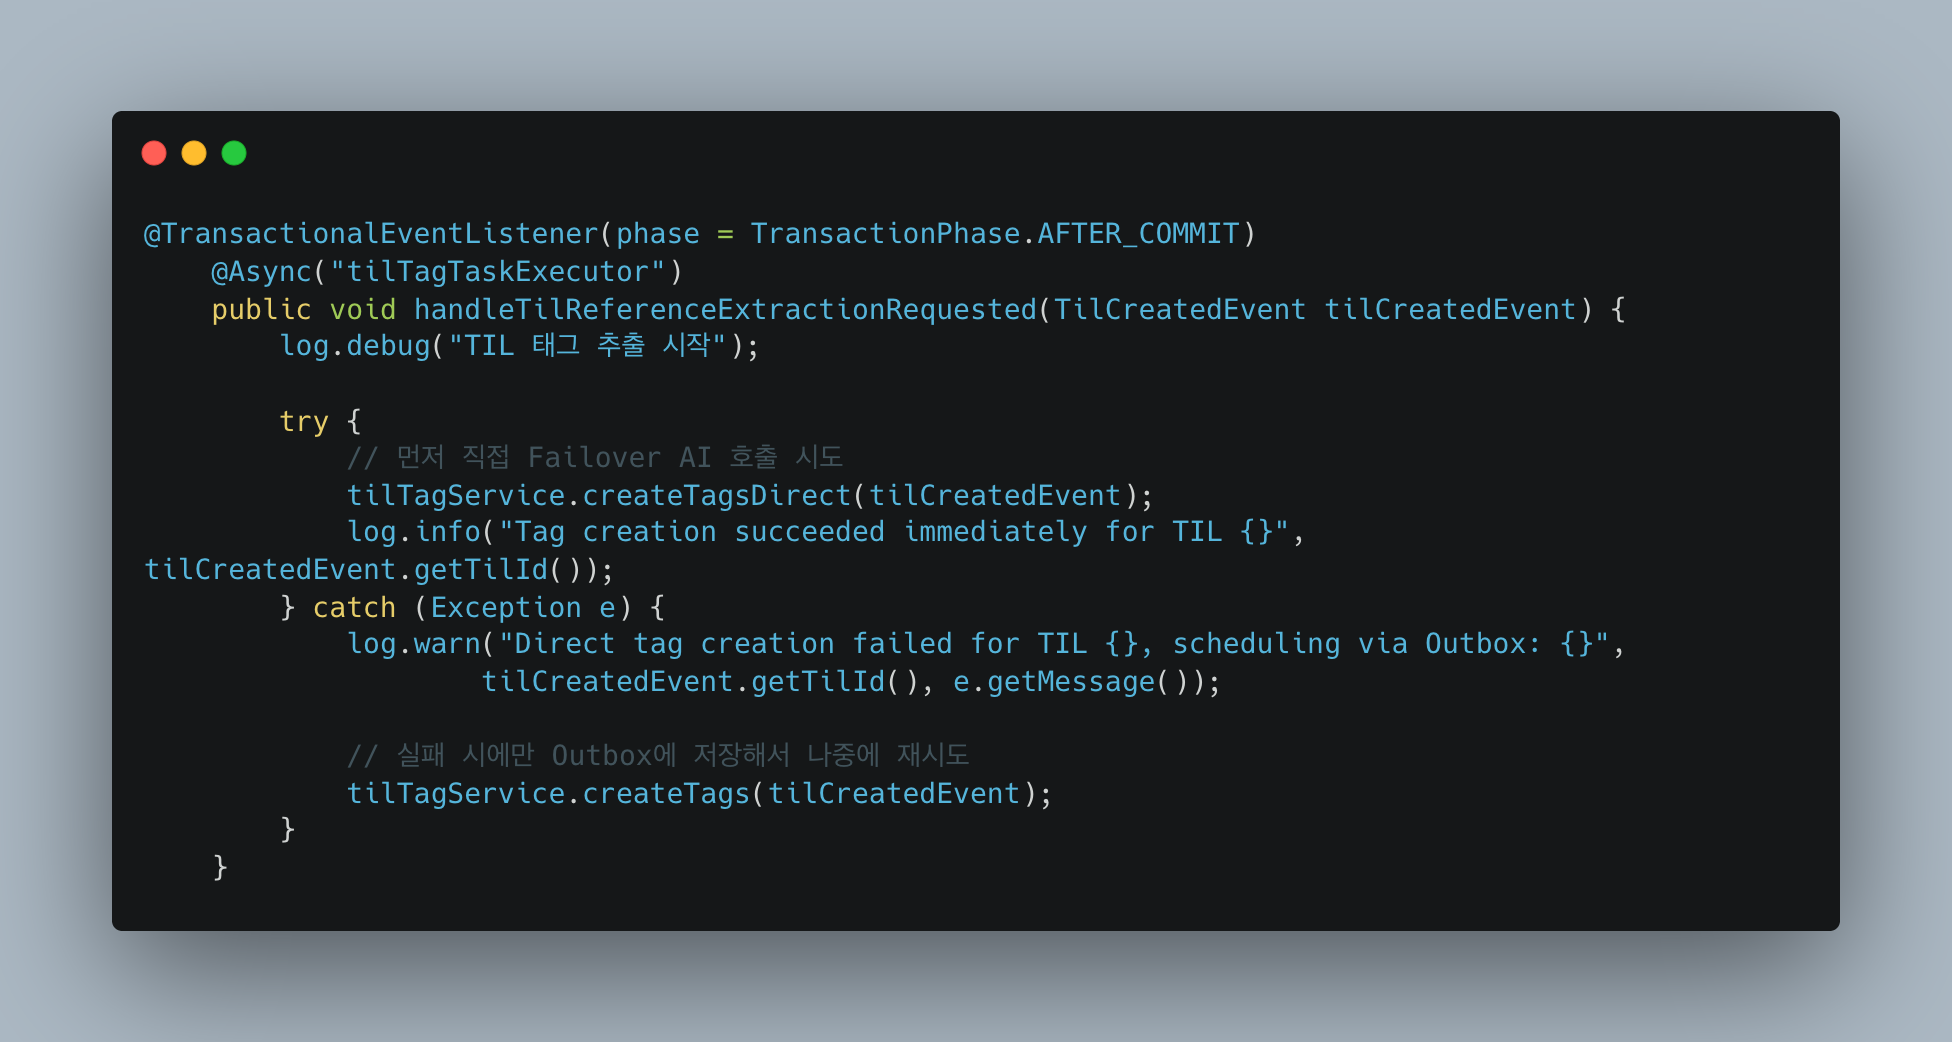 @TransactionalEventListener(phase = TransactionPhase.AFTER_COMMIT)
    @Async("tilTagTaskExecutor")
    public void handleTilReferenceExtractionRequested(TilCreatedEvent tilCreatedEvent) {
        log.debug("TIL 태그 추출 시작");

        try {
            // 먼저 직접 Failover AI 호출 시도
            tilTagService.createTagsDirect(tilCreatedEvent);
            log.info("Tag creation succeeded immediately for TIL {}",
tilCreatedEvent.getTilId());
        } catch (Exception e) {
            log.warn("Direct tag creation failed for TIL {}, scheduling via Outbox: {}",
                    tilCreatedEvent.getTilId(), e.getMessage());

            // 실패 시에만 Outbox에 저장해서 나중에 재시도
            tilTagService.createTags(tilCreatedEvent);
        }
    }